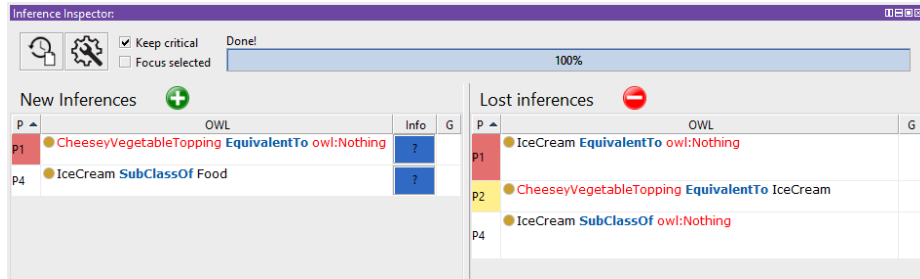 Inference Inspector:
Keep critical
Focus selected
Done!
100%
New Inferences
P OWL Info G
P1 CheeseyVegetableTopping EquivalentTo owl:Nothing ?
P4 IceCream SubClassOf Food ?
Lost inferences
P OWL G
P1 IceCream EquivalentTo owl:Nothing
P2 CheeseyVegetableTopping EquivalentTo IceCream
P4 IceCream SubClassOf owl:Nothing